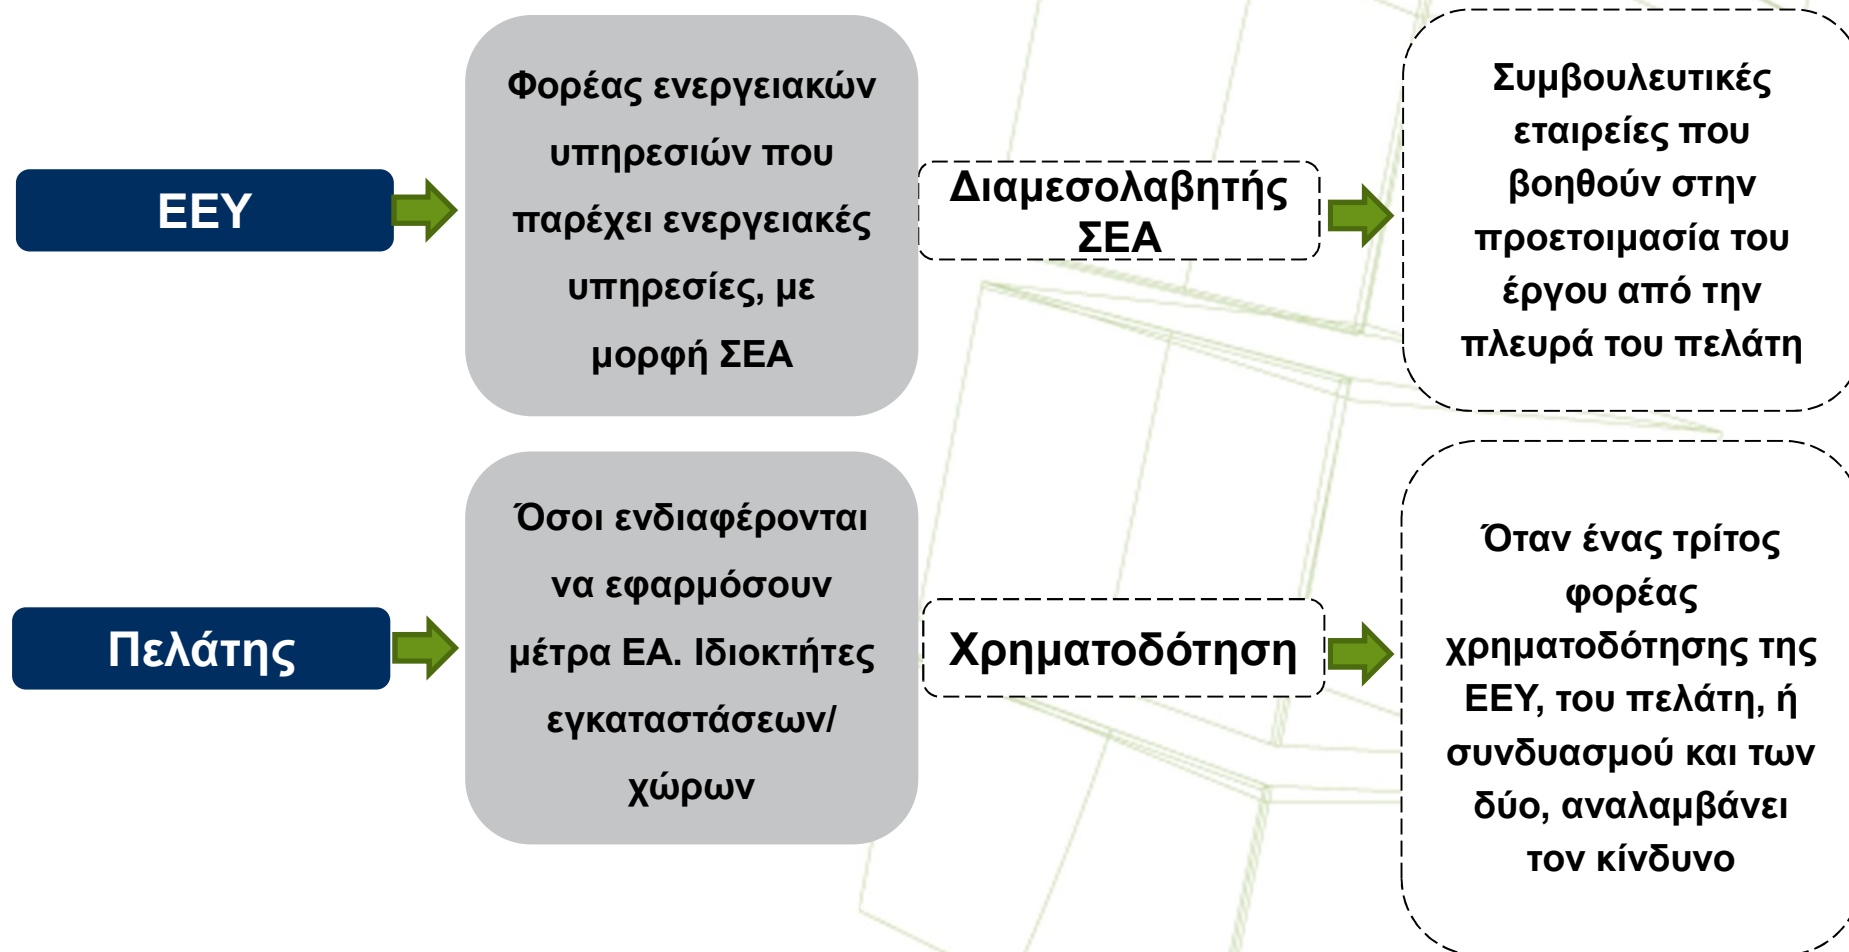 ΕΕΥ
Φορέας ενεργειακών
υπηρεσιών που
παρέχει ενεργειακές
υπηρεσίες, με
μορφή ΣΕΑ
Διαμεσολαβητής
ΣΕΑ
Συμβουλευτικές
εταιρείες που
βοηθούν στην
προετοιμασία του
έργου από την
πλευρά του πελάτη
Πελάτης
Όσοι ενδιαφέρονται
να εφαρμόσουν
μέτρα ΕΑ. Ιδιοκτήτες
εγκαταστάσεων/
χώρων
Χρηματοδότηση
Όταν ένας τρίτος
φορέας
χρηματοδότησης της
ΕΕΥ, του πελάτη, ή
συνδυασμού και των
δύο, αναλαμβάνει
τον κίνδυνο